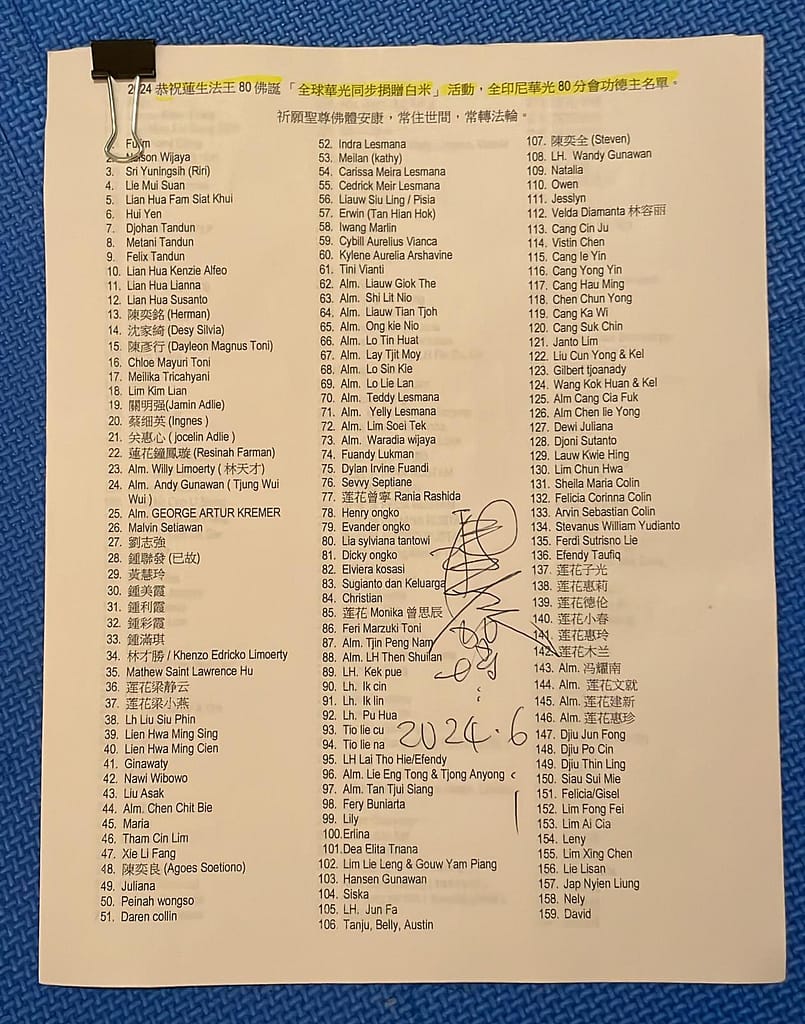 2024 恭祝蓮生法王 80 佛誕 「全球華光同步捐贈白米」 活動，全印尼華光 80 分會功德主名單。
祈願聖尊佛體安康，常住世間，常轉法輪。
Wijaya
3. Sri Yuningsih (Riri)
4. Lie Mui Suan
5. Lian Hua Fam Siat Khui
6. Hui Yen
7. Djohan Tandun
8. Metani Tandun
9. Felix Tandun
10. Lian Hua Kenzie Alfeo
11. Lian Hua Lianna
12. Lian Hua Susanto
13. 陳奕銘 (Herman)
14. 沈家綺 (Desy Silvia)
15. 陳彥行 (Dayleon Magnus Toni)
16. Chloe Mayuri Toni
17. Meilika Tricahyani
18. Lim Kim Lian
19. 關明强(Jamin Adlie)
20. 蔡细英 (Ingnes )
21. 关惠心 ( jocelin Adlie )
22. 蓮花鐘鳳璇 (Resinah Farman)
23. Alm. Willy Limoerty ( 林天才)
24. Alm. Andy Gunawan ( Tjung Wui
Wui )
25. Alm. GEORGE ARTUR KREMER
26. Malvin Setiawan
27. 劉志強
28. 鍾聯發 (已故)
29. 黃慧玲
30. 鍾美霞
31. 鍾利霞
32. 鍾彩霞
33. 鍾滿琪
34. 林才勝 / Khenzo Edricko Limoerty
35. Mathew Saint Lawrence Hu
36. 莲花梁静云
37. 莲花梁小燕
38. Lh Liu Siu Phin
39. Lien Hwa Ming Sing
40. Lien Hwa Ming Cien
41. Ginawaty
42. Nawi Wibowo
43. Liu Asak
44. Alm. Chen Chit Bie
45. Maria
46. Tham Cin Lim
47. Xie Li Fang
48. 陳奕良 (Agoes Soetiono)
49. Juliana
50. Peinah wongso
51. Daren collin
52. Indra Lesmana
53. Meilan (kathy)
54. Carissa Meira Lesmana
55. Cedrick Meir Lesmana
56. Liauw Siu Ling / Pisia
57. Erwin (Tan Hian Hok)
58. Iwang Marlin
59. Cybill Aurelius Vianca
60. Kylene Aurelia Arshavine
61. Tini Vianti
62. Alm. Liauw Giok The
63. Alm. Shi Lit Nio
64. Alm. Liauw Tian Tjoh
65. Alm. Ong kie Nio
66. Alm. Lo Tin Huat
67. Alm. Lay Tjit Moy
68. Alm. Lo Sin Kie
69. Alm. Lo Lie Lan
70. Alm. Teddy Lesmana
71. Alm. Yelly Lesmana
72. Alm. Lim Soei Tek
73. Alm. Waradia wijaya
74. Fuandy Lukman
75. Dylan Irvine Fuandi
76. Sevvy Septiane
77. 莲花曾寧 Rania Rashida
78. Henry ongko
79. Evander ongko
80. Lia sylviana tantowi
81. Dicky ongko
82. Elviera kosasi
83. Sugianto dan Keluarga
84. Christian
85. 莲花 Monika 曾思辰
86. Feri Marzuki Toni
87. Alm. Tjin Peng Nam
88. Alm. LH Then Shuilan
89. LH. Kek pue
90. Lh. Ik cin
91. Lh. Ik lin
92. Lh. Pu Hua
93. Tio lie cu
94. Tio lie na
95. LH Lai Tho Hie/Efendy
96. Alm. Lie Eng Tong & Tjong Anyong
97. Alm. Tan Tjui Siang
98. Fery Buniarta
99. Lily
100. Erlina
101. Dea Elita Triana
102. Lim Lie Leng & Gouw Yam Piang
103. Hansen Gunawan
104. Siska
105. LH. Jun Fa
106. Tanju, Belly, Austin
2024.6
107. 陳奕全 (Steven)
108. LH. Wandy Gunawan
109. Natalia
110. Owen
111. Jesslyn
112. Velda Diamanta 林容丽
113. Cang Cin Ju
114. Vistin Chen
115. Cang Ie Yin
116. Cang Yong Yin
117. Cang Hau Ming
118. Chen Chun Yong
119. Cang Ka Wi
120. Cang Suk Chin
121. Janto Lim
122. Liu Cun Yong & Kel
123. Gilbert tjoanady
124. Wang Kok Huan & Kel
125. Alm Cang Cia Fuk
126. Alm Chen lie Yong
127. Dewi Juliana
128. Djoni Sutanto
129. Lauw Kwie Hing
130. Lim Chun Hwa
131. Sheila Maria Colin
132. Felicia Corinna Colin
133. Arvin Sebastian Colin
134. Stevanus William Yudianto
135. Ferdi Sutrisno Lie
136. Efendy Taufiq
137. 莲花子光
138. 莲花惠莉
139. 莲花德伦
140. 莲花小春
141. 莲花惠玲
142. 莲花木兰
143. Alm. 冯耀南
144. Alm. 莲花文就
145. Alm. 莲花建新
146. Alm. 莲花惠珍
147. Djiu Jun Fong
148. Djiu Po Cin
149. Djiu Thin Ling
150. Siau Sui Mie
151. Felicia/Gisel
152. Lim Fong Fei
153. Lim Ai Cia
154. Leny
155. Lim Xing Chen
156. Lie Lisan
157. Jap Nyien Liung
158. Nely
159. David